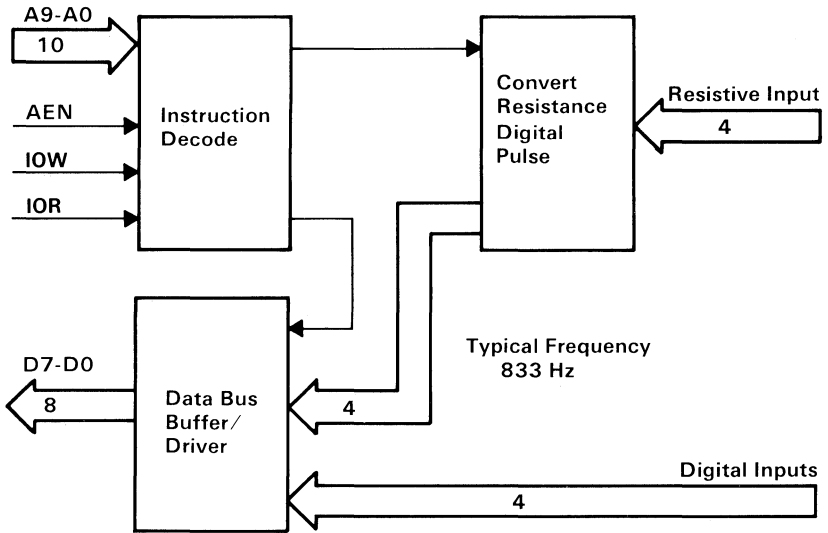 A9-A0
10
AEN
IOW
IOR
Instruction
Decode
Convert
Resistance
Digital
Pulse
Resistive Input
4
Typical Frequency
833 Hz
D7-D0
8
Data Bus
Buffer/
Driver
4
Digital Inputs
4